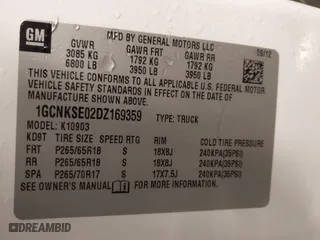 GM
MFD BY GENERAL MOTORS LLC
GVWR GAWR FRT GAWR RR
3085 KG 1792 KG 1792 KG
6800 LB 3950 LB 3950 LB
THIS VEHICLE CONFORMS TO ALL APPLICABLE U.S. FEDERAL MOTOR
VEHICLE SAFETY STANDARDS IN EFFECT ON THE DATE OF
MANUFACTURE SHOWN ABOVE.
1GCNKSE02DZ169359
TYPE: TRUCK
MODEL: K10903
KD9T TIRE SIZE SPEED RTG RIM COLD TIRE PRESSURE
FRT P265/65R18 S 18X8J 240KPA(35PSI)
RR P265/65R18 S 18X8J 240KPA(35PSI)
SPA P265/70R17 S 17X7.5J 240KPA(35PSI)
SEE OWNER'S MANUAL
DREAMBID